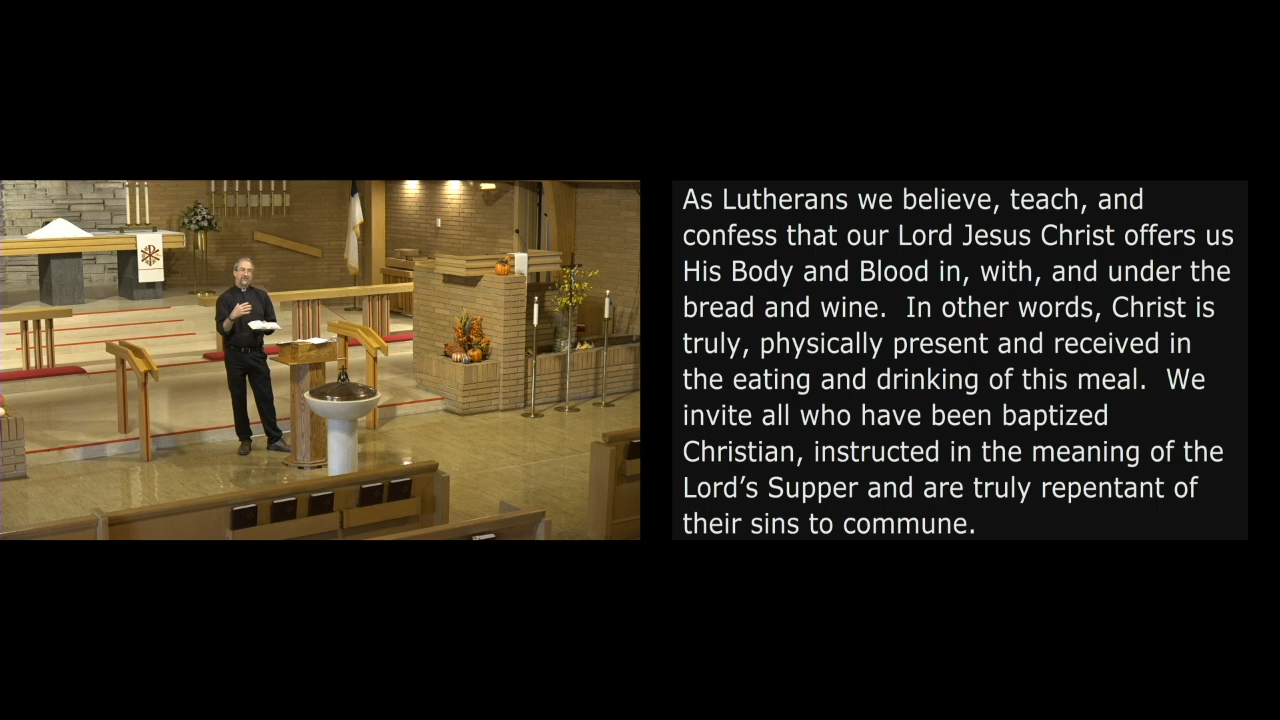 As Lutherans we believe, teach, and
confess that our Lord Jesus Christ offers us
His Body and Blood in, with, and under the
bread and wine.  In other words, Christ is
truly, physically present and received in
the eating and drinking of this meal.  We
invite all who have been baptized
Christian, instructed in the meaning of the
Lord’s Supper and are truly repentant of
their sins to commune.